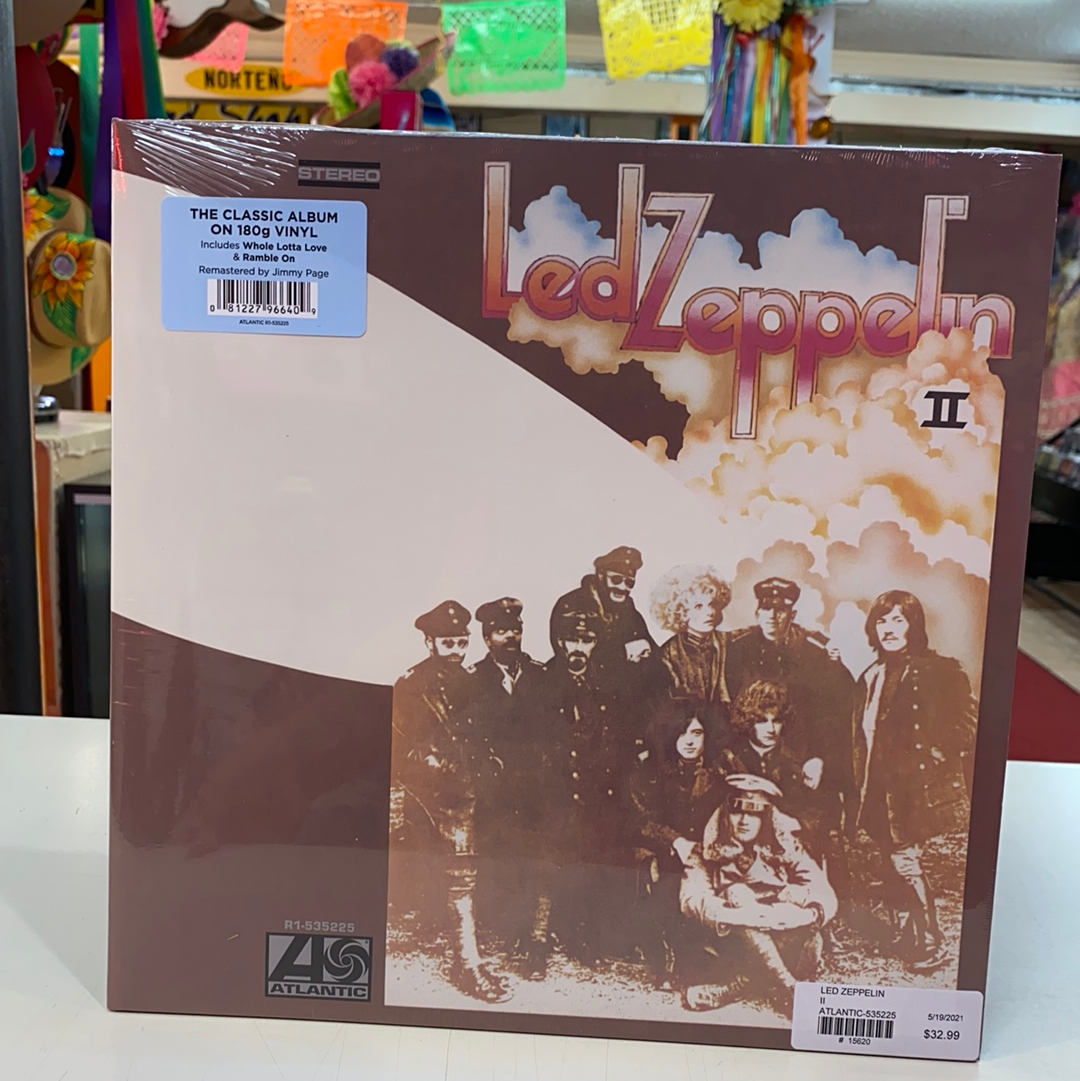 NORTEÑO
STEREO
THE CLASSIC ALBUM
ON 180g VINYL
Includes Whole Lotta Love
& Ramble On
Remastered by Jimmy Page
0 81227 96640 9
ATLANTIC R1-535225
Led Zeppelin
II
R1-535225
ATLANTIC
LED ZEPPELIN
II
ATLANTIC-535225 5/19/2021
$32.99
# 15620